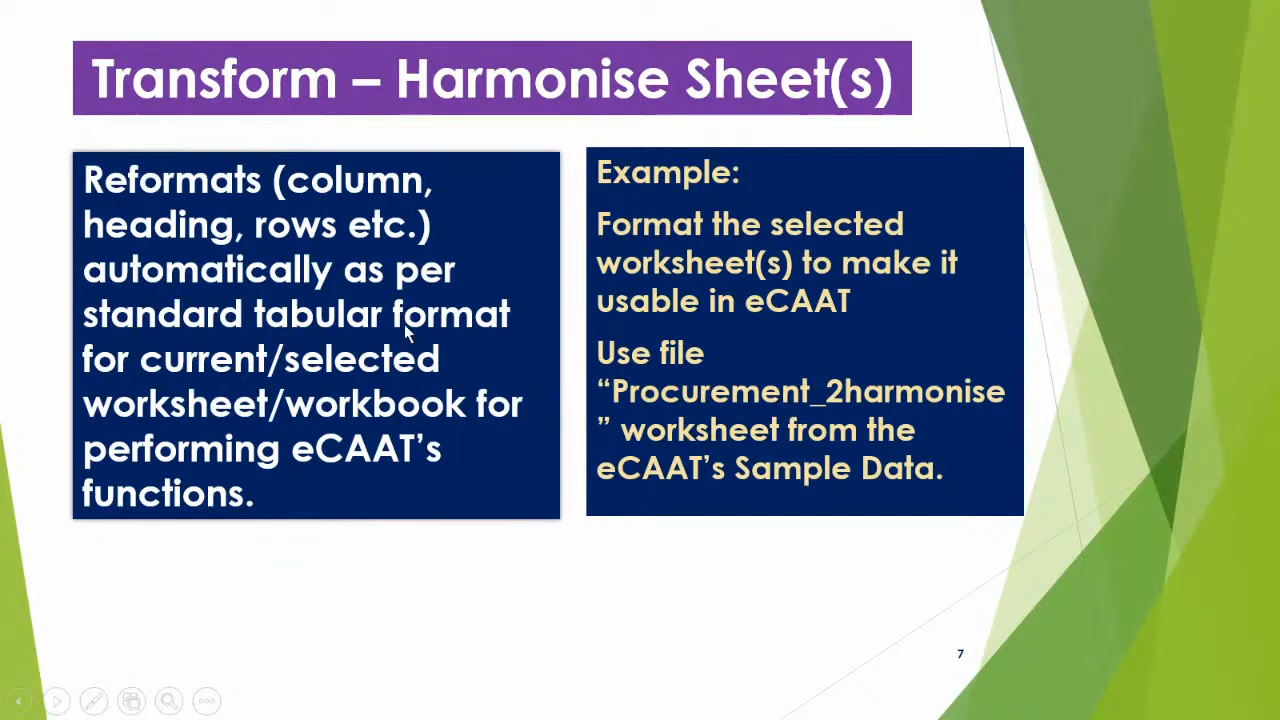 Transform – Harmonise Sheet(s)
Reformats (column,
heading, rows etc.)
automatically as per
standard tabular format
for current/selected
worksheet/workbook for
performing eCAAT’s
functions.
Example:
Format the selected
worksheet(s) to make it
usable in eCAAT
Use file
“Procurement_2harmonise
” worksheet from the
eCAAT’s Sample Data.
7